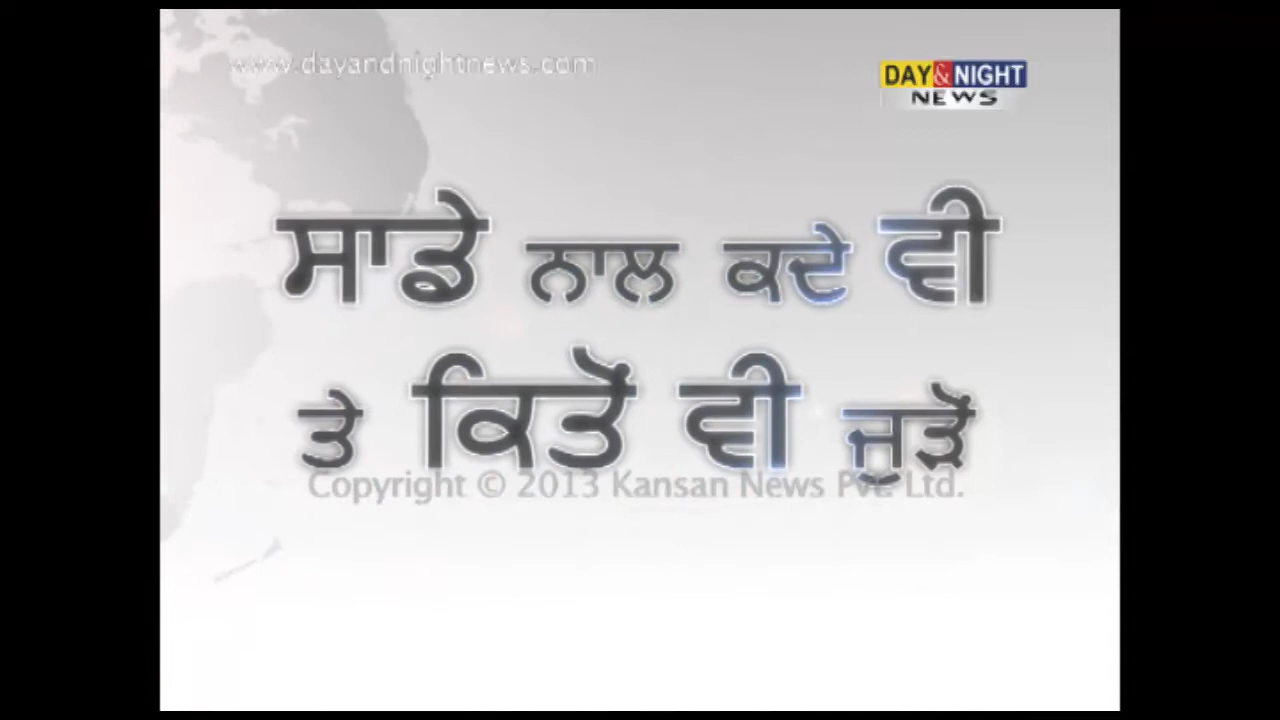 www.dayandnightnews.com
DAY&NIGHT
NEWS
ਸਾਡੇ ਨਾਲ ਕਦੇ ਵੀ
ਤੇ ਕਿਤੋਂ ਵੀ ਜੁੜੋਂ
Copyright © 2013 Kansan News Pvt. Ltd.